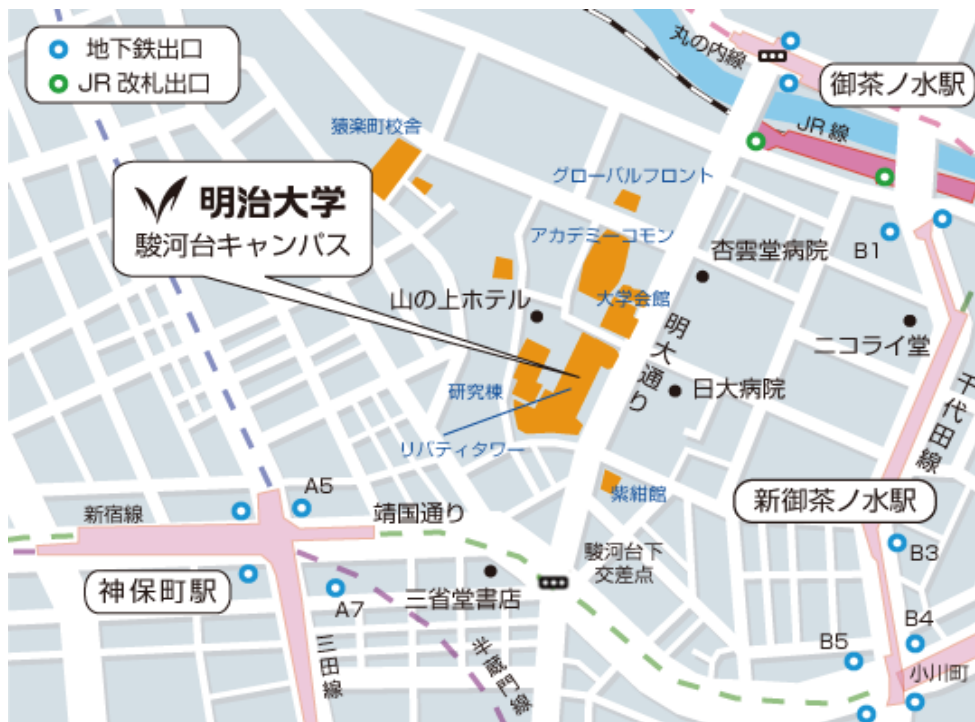 地下鉄出口
JR 改札出口
丸の内線
御茶ノ水駅
JR 線
猿楽町校舎
グローバルフロント
明治大学
駿河台キャンパス
アカデミーコモン
杏雲堂病院
B1
大学会館
山の上ホテル
明大通り
ニコライ堂
研究棟
日大病院
千代田線
リバティタワー
紫紺館
A5
新御茶ノ水駅
新宿線
靖国通り
駿河台下
交差点
B3
神保町駅
A7
三省堂書店
B4
B5
三田線
半蔵門線
小川町